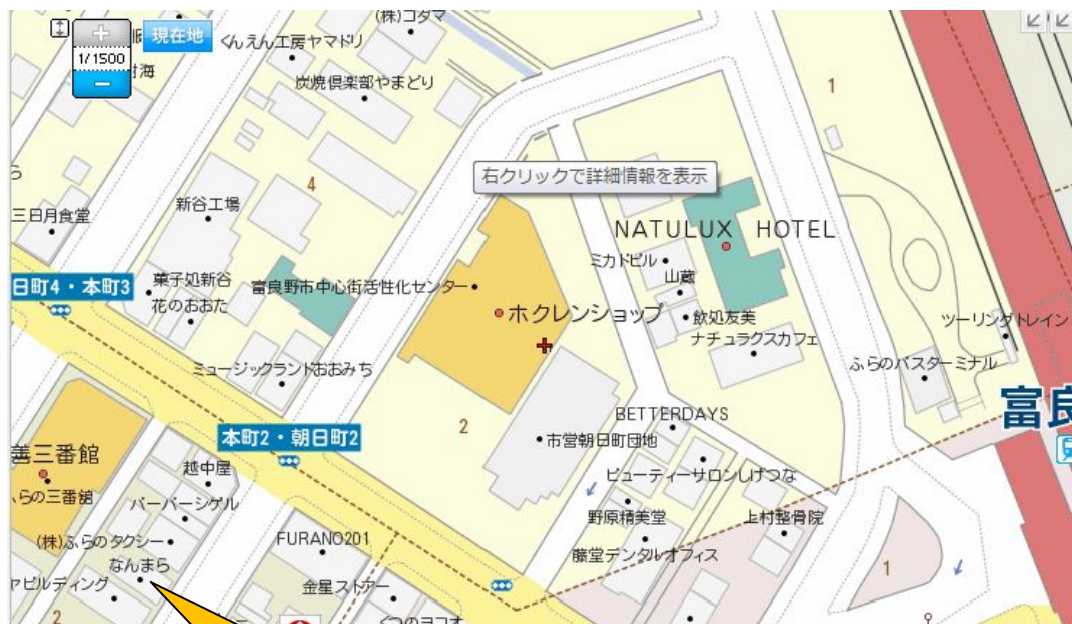 (株)コダマ
現在地
くんえん工房ヤマドリ
1/1500
村海
炭焼倶楽部やまどり
1
右クリックで詳細情報を表示
4
新谷工場
三日月食堂
NATULUX HOTEL
ミカドビル
山蔵
日町4・本町3
菓子処新谷
富良野市中心街活性化センター
花のおおた
ホクレンショップ
飲処友美
ナチュラクスカフェ
ツーリングトレイン
ミュージックランドおおみち
ふらのバスターミナル
富良
BETTERDAYS
2
本町2・朝日町2
市営朝日町団地
善三番館
越中屋
ビューティーサロンしげつな
ふらの三番舘
バーバーシゲル
野原精美堂
上村整骨院
(株)ふらのタクシー
FURANO201
藤堂デンタルオフィス
なんまら
ヤビルディング
金星ストアー
1
2
くつのヨコオ